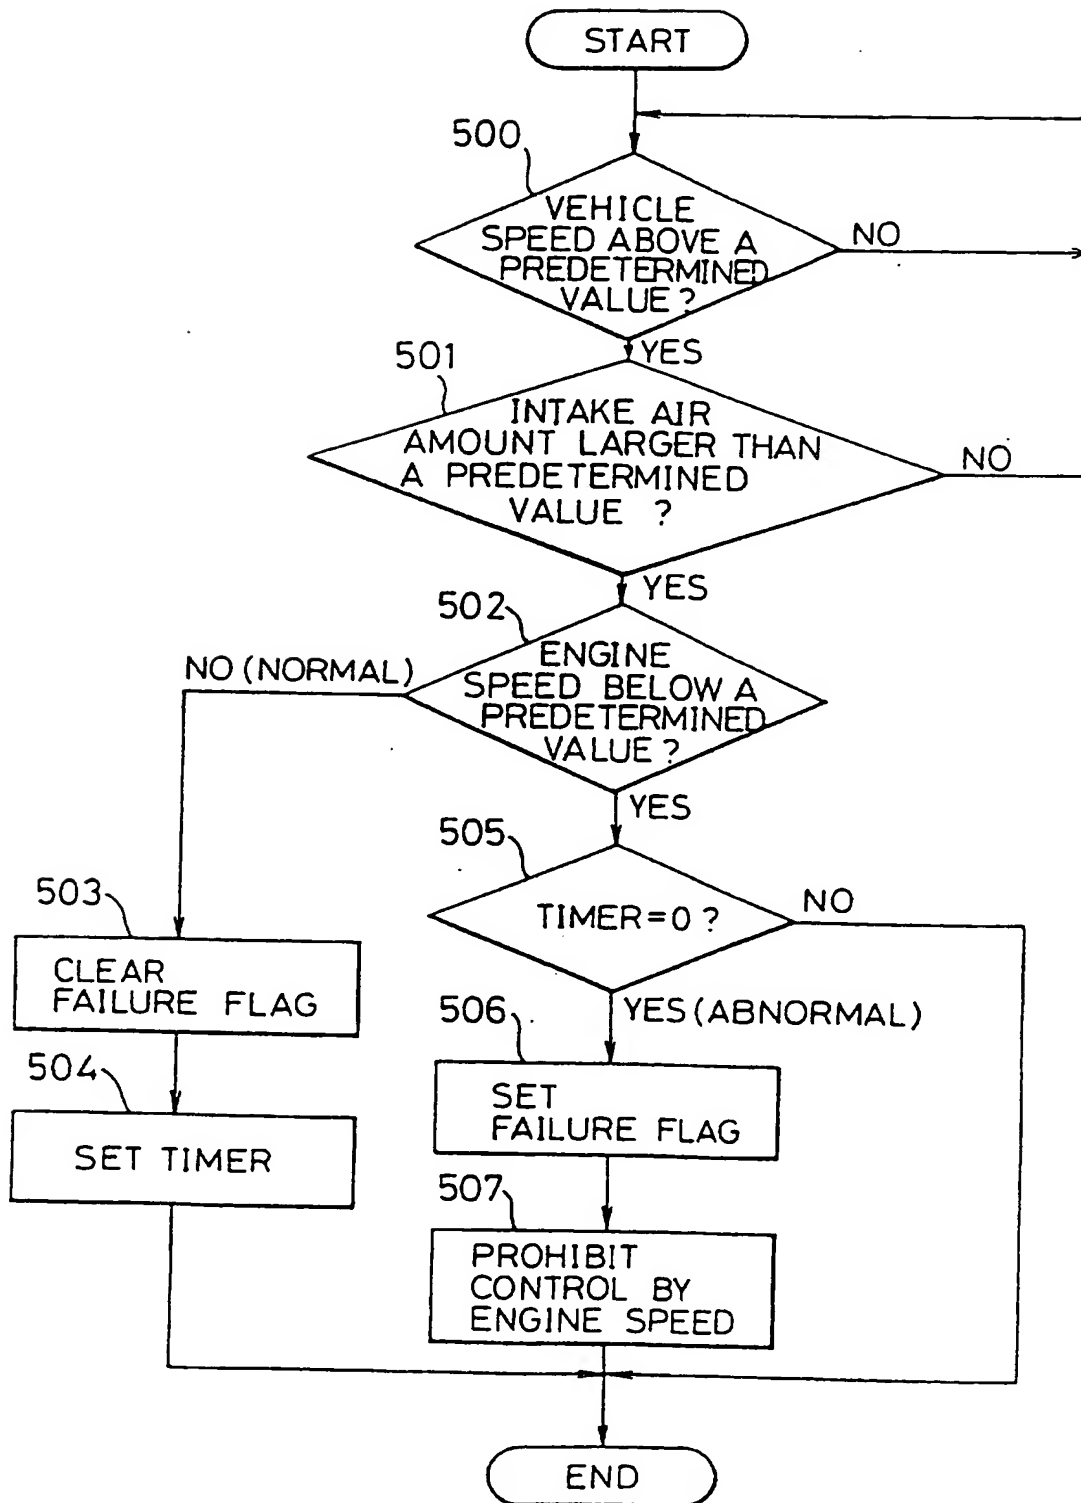 START
500
VEHICLE
SPEED ABOVE A
PREDETERMINED
VALUE?
NO
YES
501
INTAKE AIR
AMOUNT LARGER THAN
A PREDETERMINED
VALUE ?
NO
YES
502
ENGINE
SPEED BELOW A
PREDETERMINED
VALUE?
NO (NORMAL)
YES
505
TIMER=0?
NO
YES (ABNORMAL)
503
CLEAR
FAILURE FLAG
504
SET TIMER
506
SET
FAILURE FLAG
507
PROHIBIT
CONTROL BY
ENGINE SPEED
END